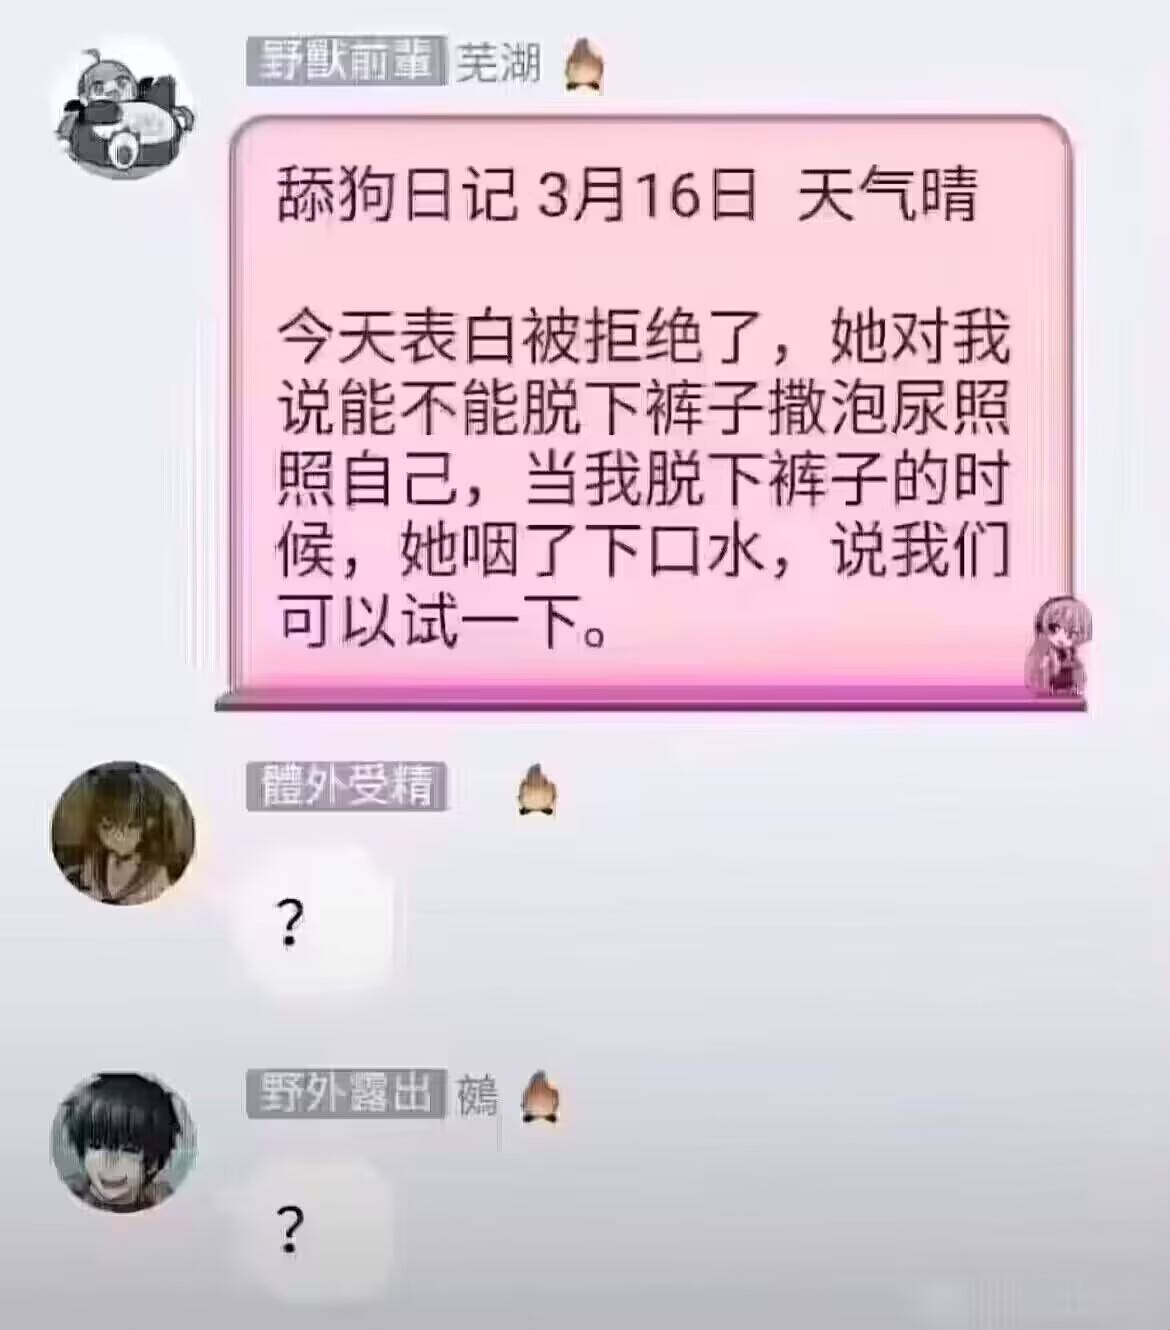 野獸前輩 芜湖
舔狗日记 3月16日 天气晴
今天表白被拒绝了，她对我
说能不能脱下裤子撒泡尿照
照自己，当我脱下裤子的时
候，她咽了下口水，说我们
可以试一下。
體外受精
？
野外露出 鵺
？